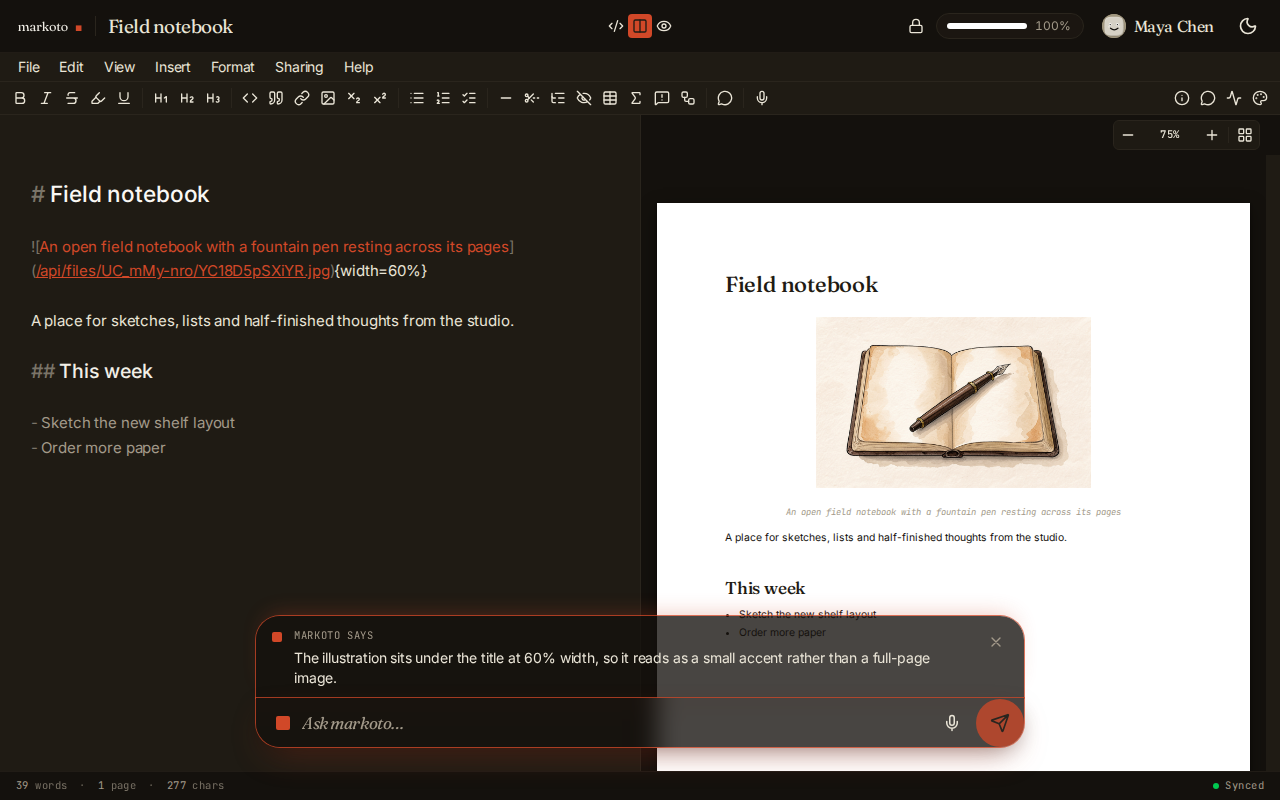 markoto
Field notebook
100%
Maya Chen
File Edit View Insert Format Sharing Help
H1 H2 H3
X2 X2
75%
# Field notebook
![An open field notebook with a fountain pen resting across its pages]
(/api/files/UC_mMy-nro/YC18D5pSXiYR.jpg){width=60%}
A place for sketches, lists and half-finished thoughts from the studio.
## This week
- Sketch the new shelf layout
- Order more paper
Field notebook
An open field notebook with a fountain pen resting across its pages
A place for sketches, lists and half-finished thoughts from the studio.
This week
• Sketch the new shelf layout
• Order more paper
MARKOTO SAYS
The illustration sits under the title at 60% width, so it reads as a small accent rather than a full-page
image.
Ask markoto...
39 words · 1 page · 277 chars
Synced